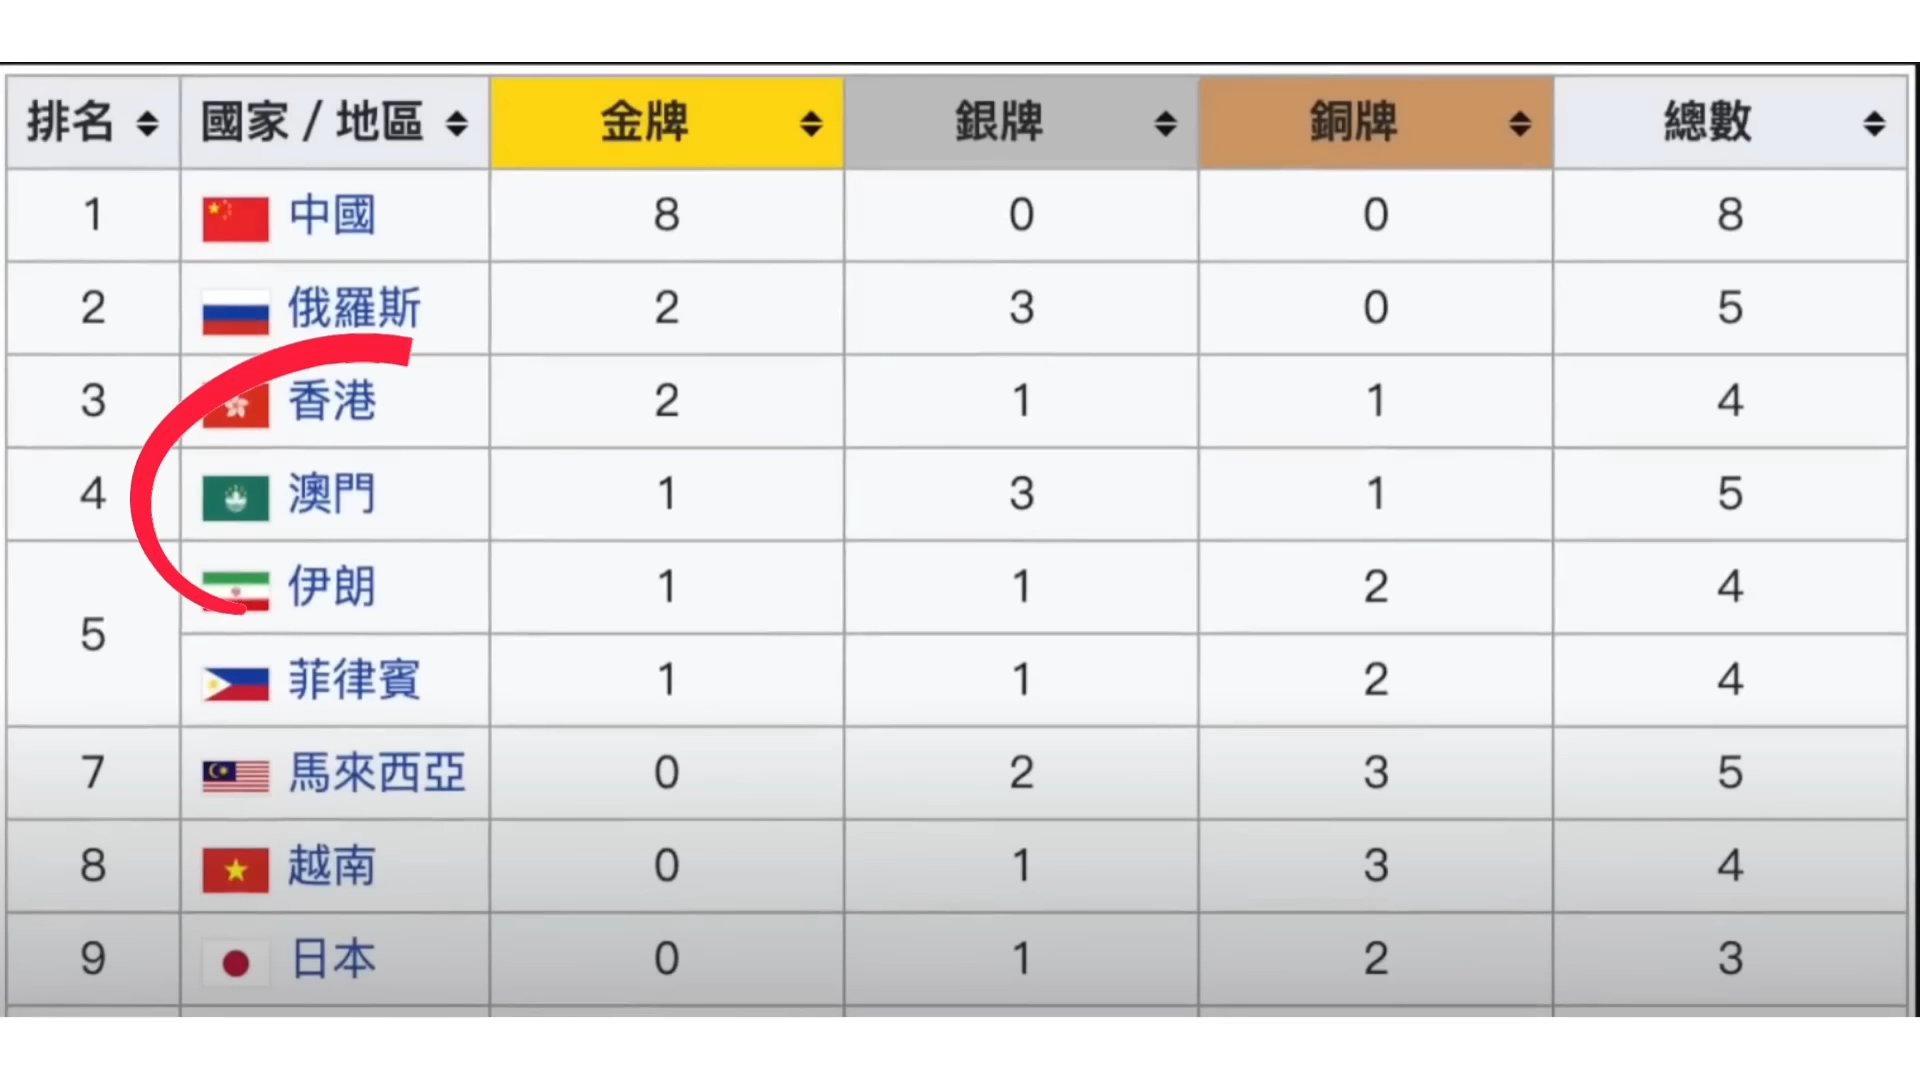 排名 國家 / 地區 金牌 銀牌 銅牌 總數
1 中國 8 0 0 8
2 俄羅斯 2 3 0 5
3 香港 2 1 1 4
4 澳門 1 3 1 5
5 伊朗 1 1 2 4
菲律賓 1 1 2 4
7 馬來西亞 0 2 3 5
8 越南 0 1 3 4
9 日本 0 1 2 3